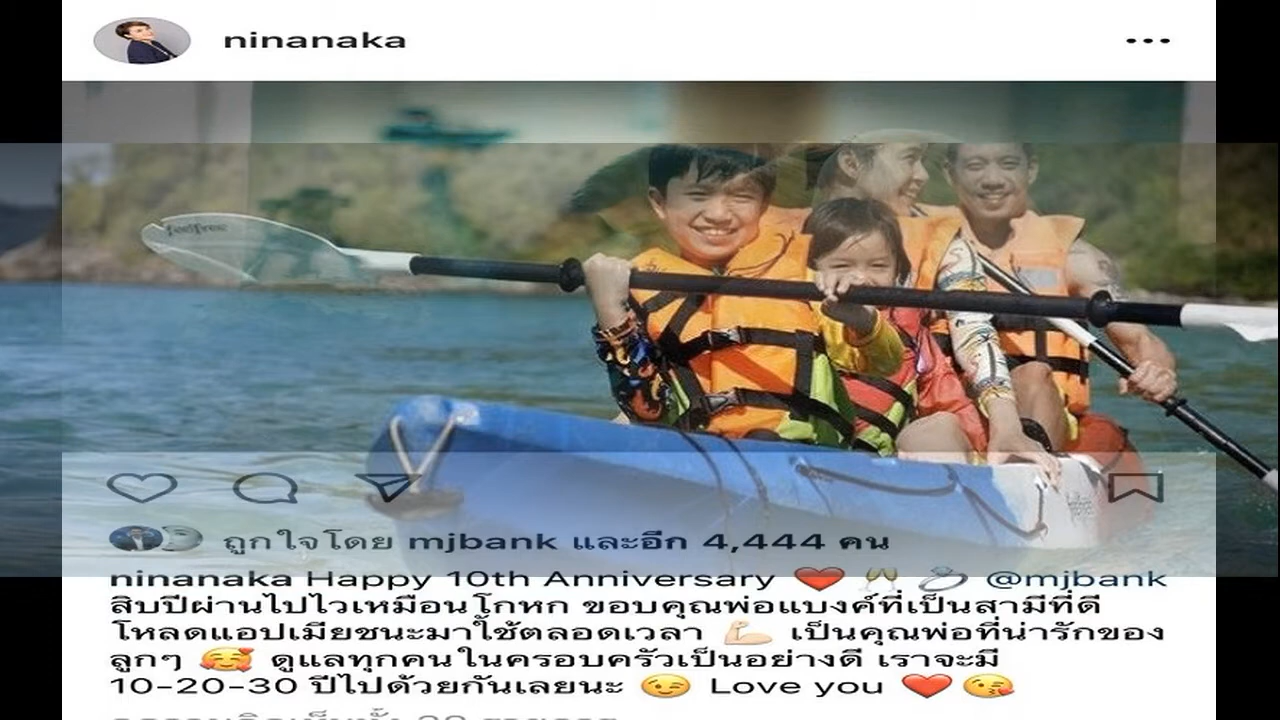 ninanaka
feelfree
ถูกใจโดย mjbank และอีก 4,444 คน
ninanaka Happy 10th Anniversary ❤️ 🥂 💍 @mjbank
สิบปีผ่านไปไวเหมือนโกหก ขอบคุณพ่อแบงค์ที่เป็นสามีที่ดี
โหลดแอปเมียชนะมาใช้ตลอดเวลา 💪🏻 เป็นคุณพ่อที่น่ารักของ
ลูกๆ 🥰 ดูแลทุกคนในครอบครัวเป็นอย่างดี เราจะมี
10-20-30 ปีไปด้วยกันเลยนะ 😉 Love you ❤️😘